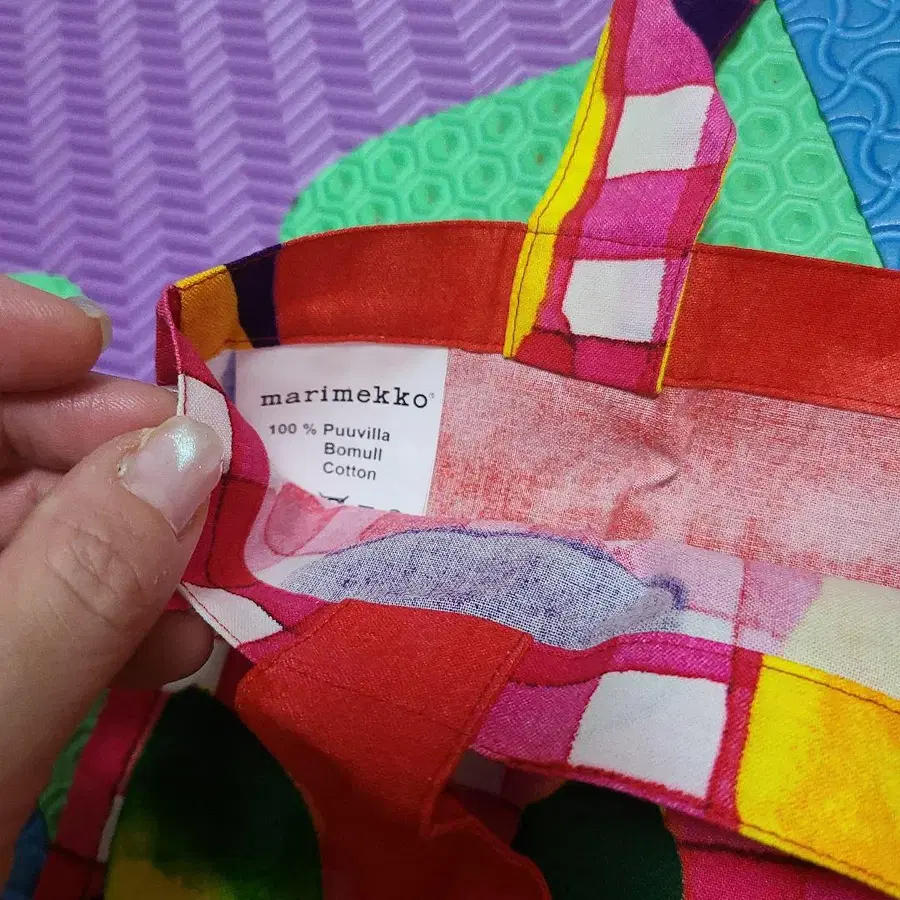 marimekko®
100 % Puuvilla
Bomull
Cotton